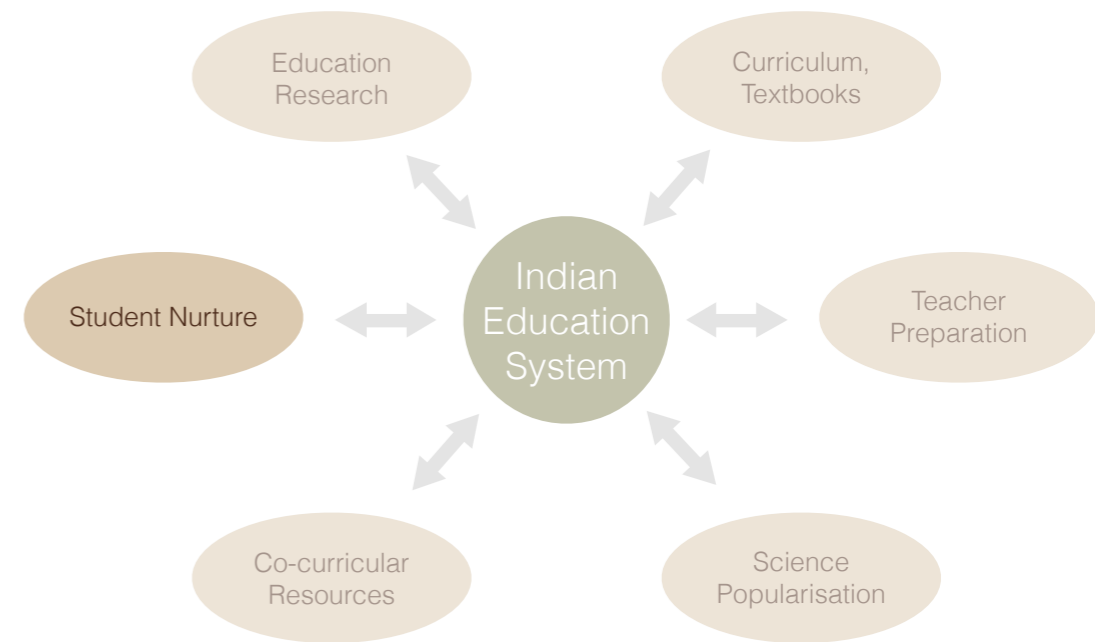 Education
Research
Curriculum,
Textbooks
Student Nurture
Indian
Education
System
Teacher
Preparation
Co-curricular
Resources
Science
Popularisation